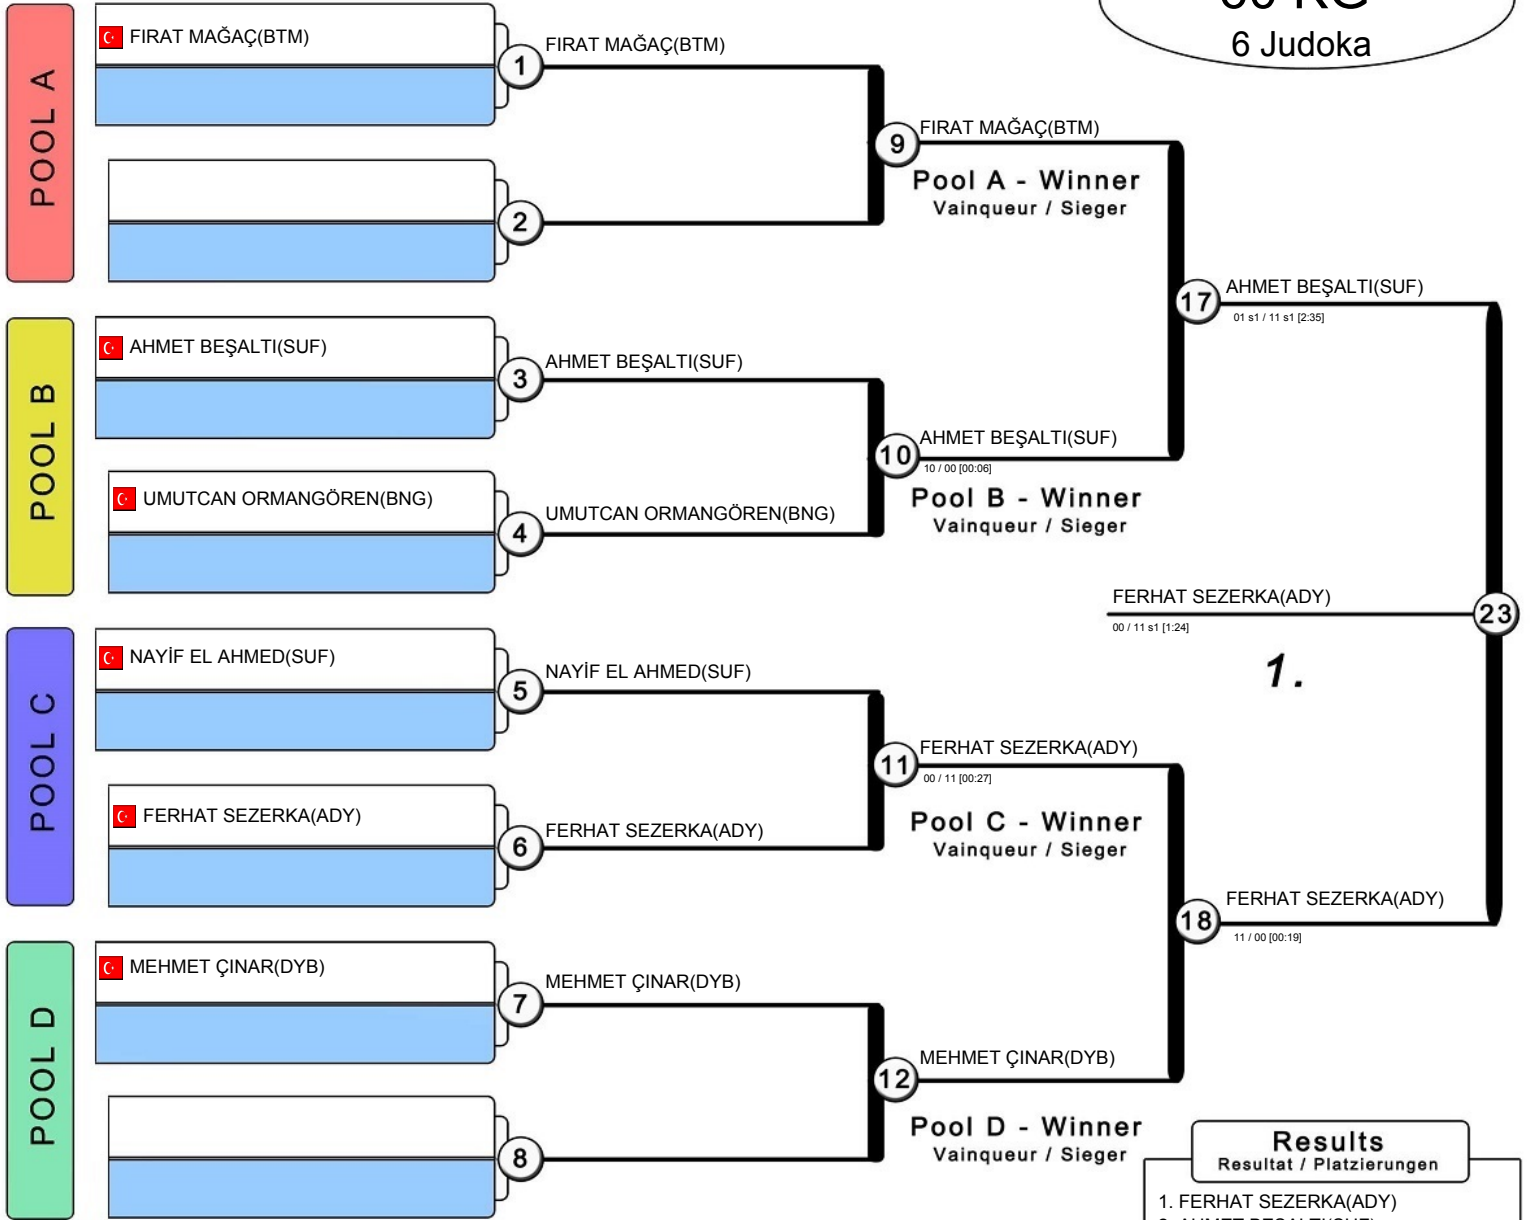 6 Judoka
POOL A
FIRAT MAĞAÇ(BTM)
1
FIRAT MAĞAÇ(BTM)
2
9
FIRAT MAĞAÇ(BTM)
Pool A - Winner
Vainqueur / Sieger
17
AHMET BEŞALTI(SUF)
01 s1 / 11 s1 [2:35]
POOL B
AHMET BEŞALTI(SUF)
3
AHMET BEŞALTI(SUF)
UMUTCAN ORMANGÖREN(BNG)
4
UMUTCAN ORMANGÖREN(BNG)
10
AHMET BEŞALTI(SUF)
10 / 00 [00:06]
Pool B - Winner
Vainqueur / Sieger
FERHAT SEZERKA(ADY)
23
00 / 11 s1 [1:24]
1.
POOL C
NAYİF EL AHMED(SUF)
5
NAYİF EL AHMED(SUF)
FERHAT SEZERKA(ADY)
6
FERHAT SEZERKA(ADY)
11
FERHAT SEZERKA(ADY)
00 / 11 [00:27]
Pool C - Winner
Vainqueur / Sieger
18
FERHAT SEZERKA(ADY)
11 / 00 [00:19]
POOL D
MEHMET ÇINAR(DYB)
7
MEHMET ÇINAR(DYB)
8
12
MEHMET ÇINAR(DYB)
Pool D - Winner
Vainqueur / Sieger
Results
Resultat / Platzierungen
1. FERHAT SEZERKA(ADY)